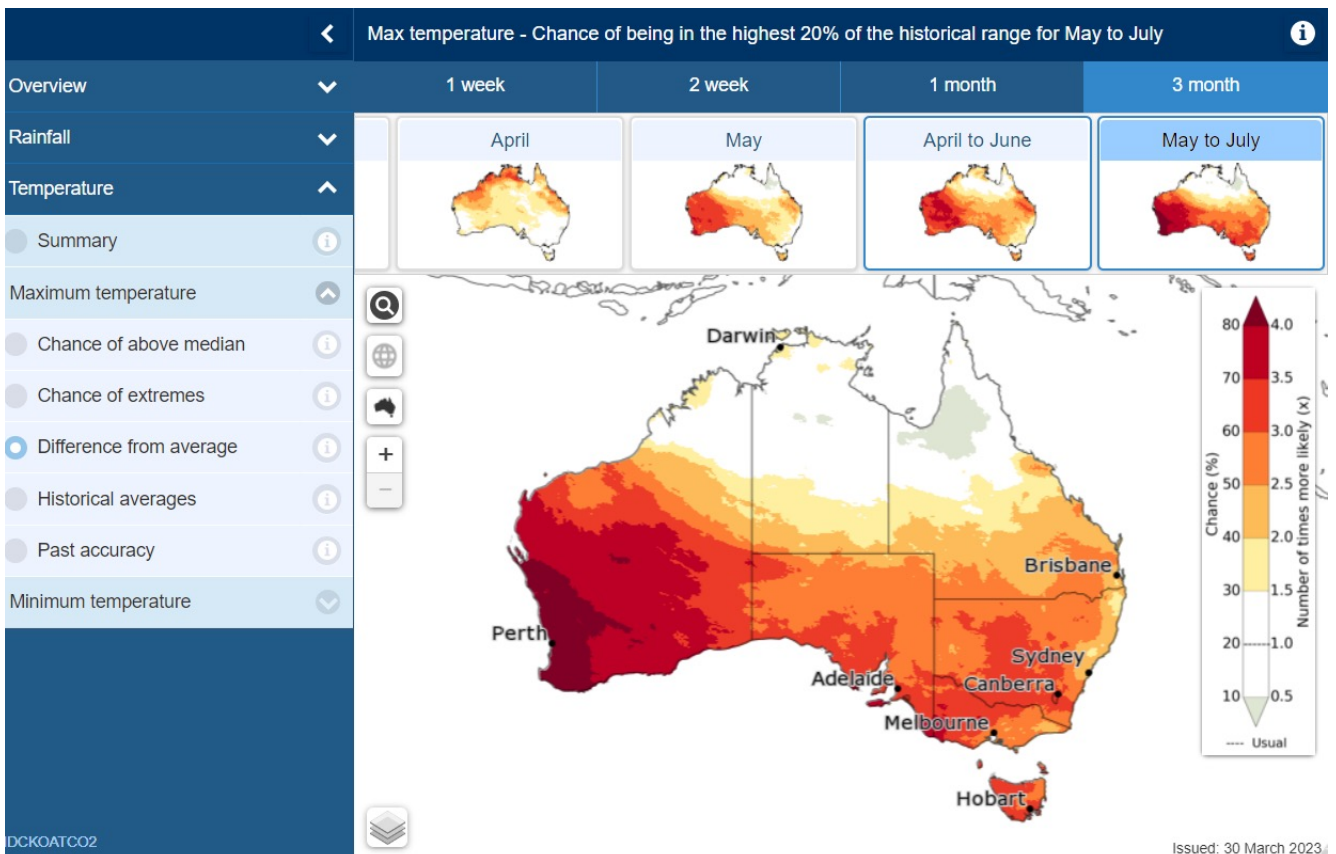 Max temperature - Chance of being in the highest 20% of the historical range for May to July
Overview
Rainfall
Temperature
Summary
Maximum temperature
Chance of above median
Chance of extremes
Difference from average
Historical averages
Past accuracy
Minimum temperature
1 week
2 week
1 month
3 month
April
May
April to June
May to July
Darwin
Brisbane
Perth
Sydney
Adelaide
Canberra
Melbourne
Hobart
+
−
80 4.0
70 3.5
60 3.0
50 2.5
40 2.0
30 1.5
20 1.0
10 0.5
Chance (%)
Number of times more likely (x)
---- Usual
DCKOATCO2
Issued: 30 March 2023